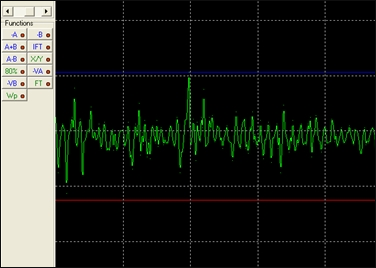 Functions
-A -B
A+B IFT
A-B X/Y
80% -VA
-VB FT
Wp